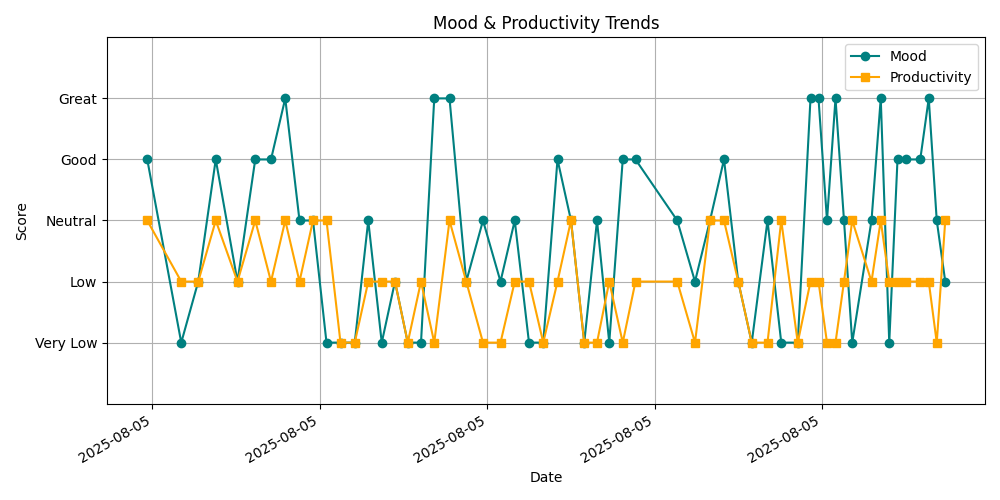 Mood & Productivity Trends
Mood
Productivity
Great
Good
Neutral
Low
Very Low
Score
2025-08-05
2025-08-05
2025-08-05
2025-08-05
2025-08-05
Date